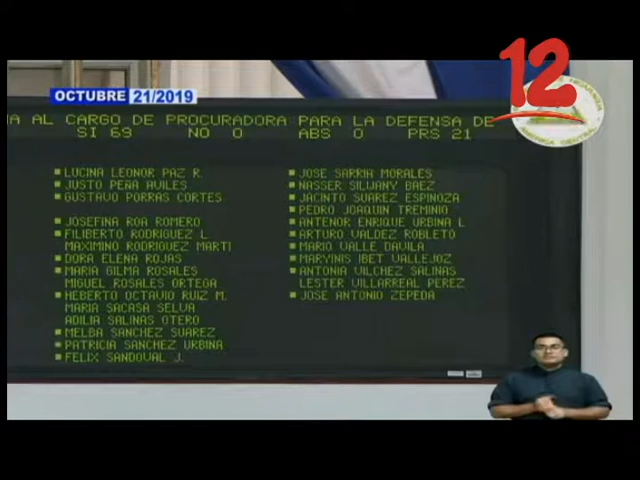 12
OCTUBRE 21/2019
NA AL CARGO DE PROCURADORA PARA LA DEFENSA DE
SI 69 NO 0 ABS 0 PRS 21
LUCINA LEONOR PAZ R.
JUSTO PEÑA AVILES
GUSTAVO PORRAS CORTES
JOSEFINA ROA ROMERO
FILIBERTO RODRIGUEZ L
MAXIMINO RODRIGUEZ MARTI
DORA ELENA ROJAS
MARIA GILMA ROSALES
MIGUEL ROSALES ORTEGA
HEBERTO OCTAVIO RUIZ M.
MARIA SACASA SELVA
ADILIA SALINAS OTERO
MELBA SANCHEZ SUAREZ
PATRICIA SANCHEZ URBINA
FELIX SANDOVAL J.
JOSE SARRIA MORALES
NASSER SILWANY BAEZ
JACINTO SUAREZ ESPINOZA
PEDRO JOAQUIN TREMINIO
ANTENOR ENRIQUE URBINA L
ARTURO VALDEZ ROBLETO
MARIO VALLE DAVILA
MARYINIS IBET VALLEJOZ
ANTONIA VILCHEZ SALINAS
LESTER VILLARREAL PEREZ
JOSE ANTONIO ZEPEDA